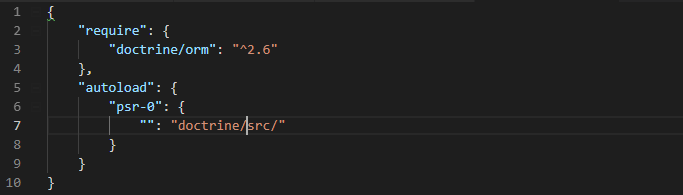 1 {
2     "require": {
3         "doctrine/orm": "^2.6"
4     },
5     "autoload": {
6         "psr-0": {
7             "": "doctrine/src/"
8         }
9     }
10 }